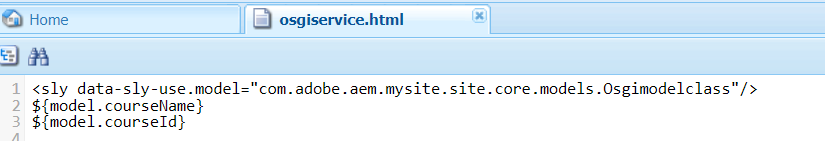 Home
osgiservice.html
1 <sly data-sly-use.model="com.adobe.aem.mysite.site.core.models.Osgimodelclass"/>
2 ${model.courseName}
3 ${model.courseId}
4